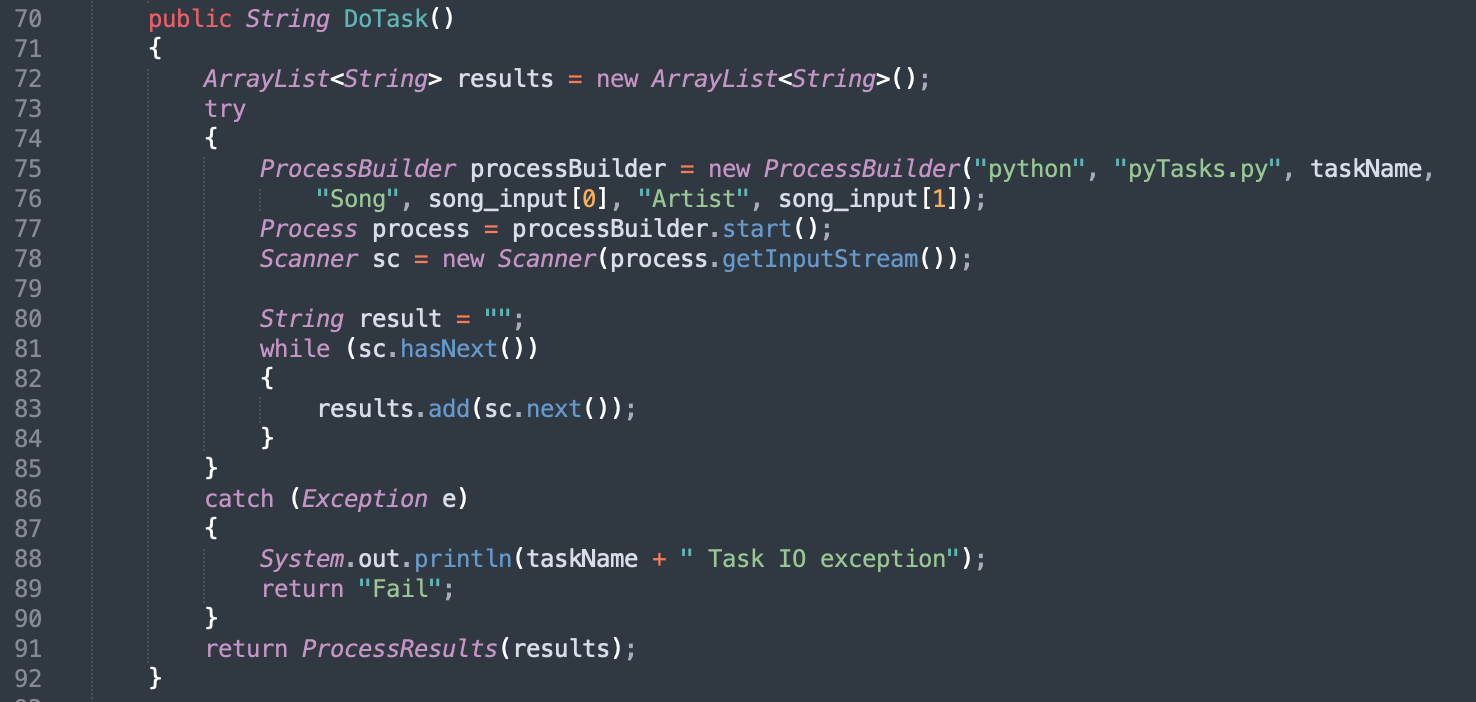 70 public String DoTask()
71 {
72 ArrayList<String> results = new ArrayList<String>();
73 try
74 {
75 ProcessBuilder processBuilder = new ProcessBuilder("python", "pyTasks.py", taskName,
76 "Song", song_input[0], "Artist", song_input[1]);
77 Process process = processBuilder.start();
78 Scanner sc = new Scanner(process.getInputStream());
79
80 String result = "";
81 while (sc.hasNext())
82 {
83 results.add(sc.next());
84 }
85 }
86 catch (Exception e)
87 {
88 System.out.println(taskName + " Task IO exception");
89 return "Fail";
90 }
91 return ProcessResults(results);
92 }